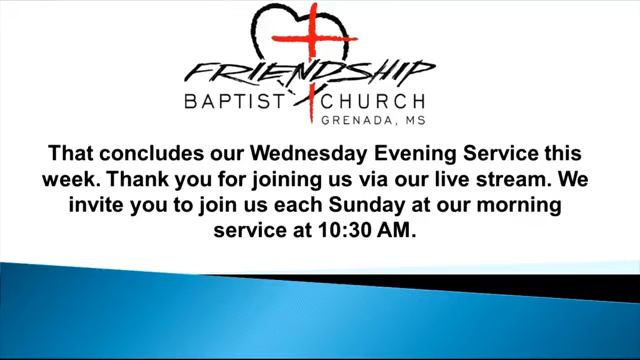 FRIENDSHIP
BAPTIST CHURCH
GRENADA, MS
That concludes our Wednesday Evening Service this
week. Thank you for joining us via our live stream. We
invite you to join us each Sunday at our morning
service at 10:30 AM.